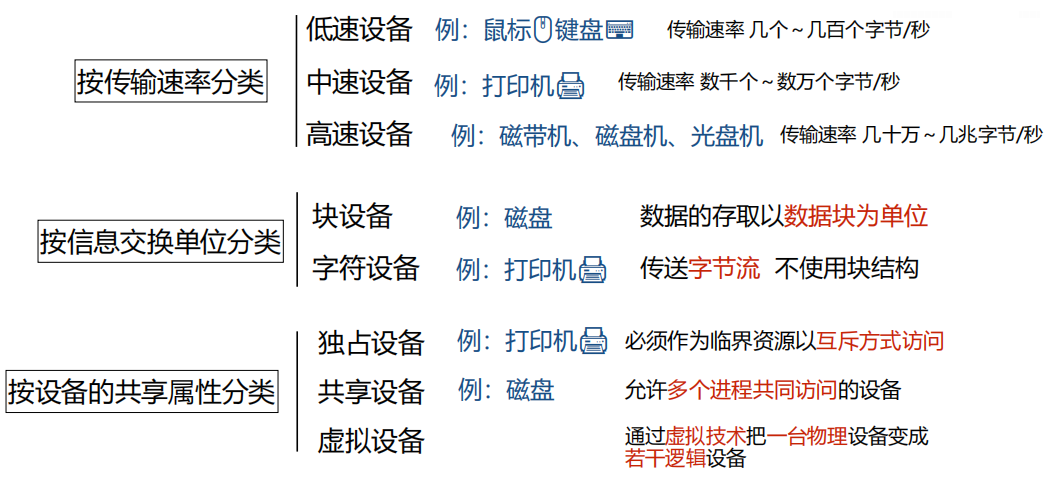 低速设备 例：鼠标键盘 传输速率 几个～几百个字节/秒
按传输速率分类 中速设备 例：打印机 传输速率 数千个～数万个字节/秒
高速设备 例：磁带机、磁盘机、光盘机 传输速率 几十万～几兆字节/秒
块设备 例：磁盘 数据的存取以数据块为单位
按信息交换单位分类
字符设备 例：打印机 传送字节流 不使用块结构
独占设备 例：打印机 必须作为临界资源以互斥方式访问
按设备的共享属性分类 共享设备 例：磁盘 允许多个进程共同访问的设备
虚拟设备 通过虚拟技术把一台物理设备变成
若干逻辑设备